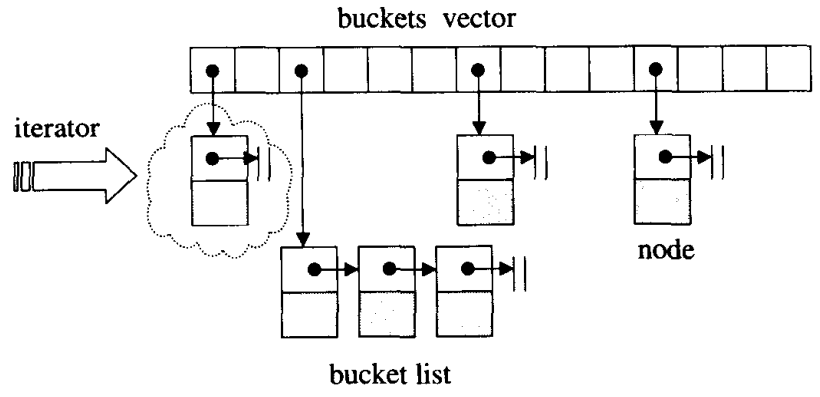 buckets vector
iterator
node
bucket list